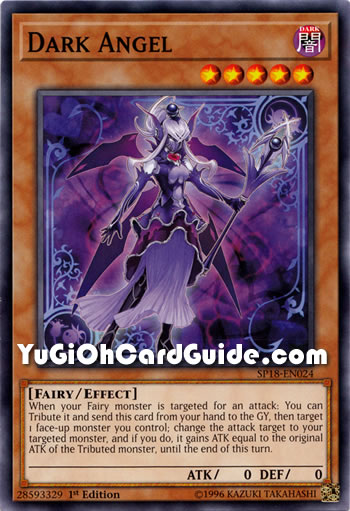 DARK ANGEL
DARK
闇
YuGiOhCardGuide.com
SP18-EN024
[FAIRY/EFFECT]
When your Fairy monster is targeted for an attack: You can
Tribute it and send this card from your hand to the GY, then target
1 face-up monster you control; change the attack target to your
targeted monster, and if you do, it gains ATK equal to the original
ATK of the Tributed monster, until the end of this turn.
ATK/ 0 DEF/ 0
28593329 1st Edition ©1996 KAZUKI TAKAHASHI